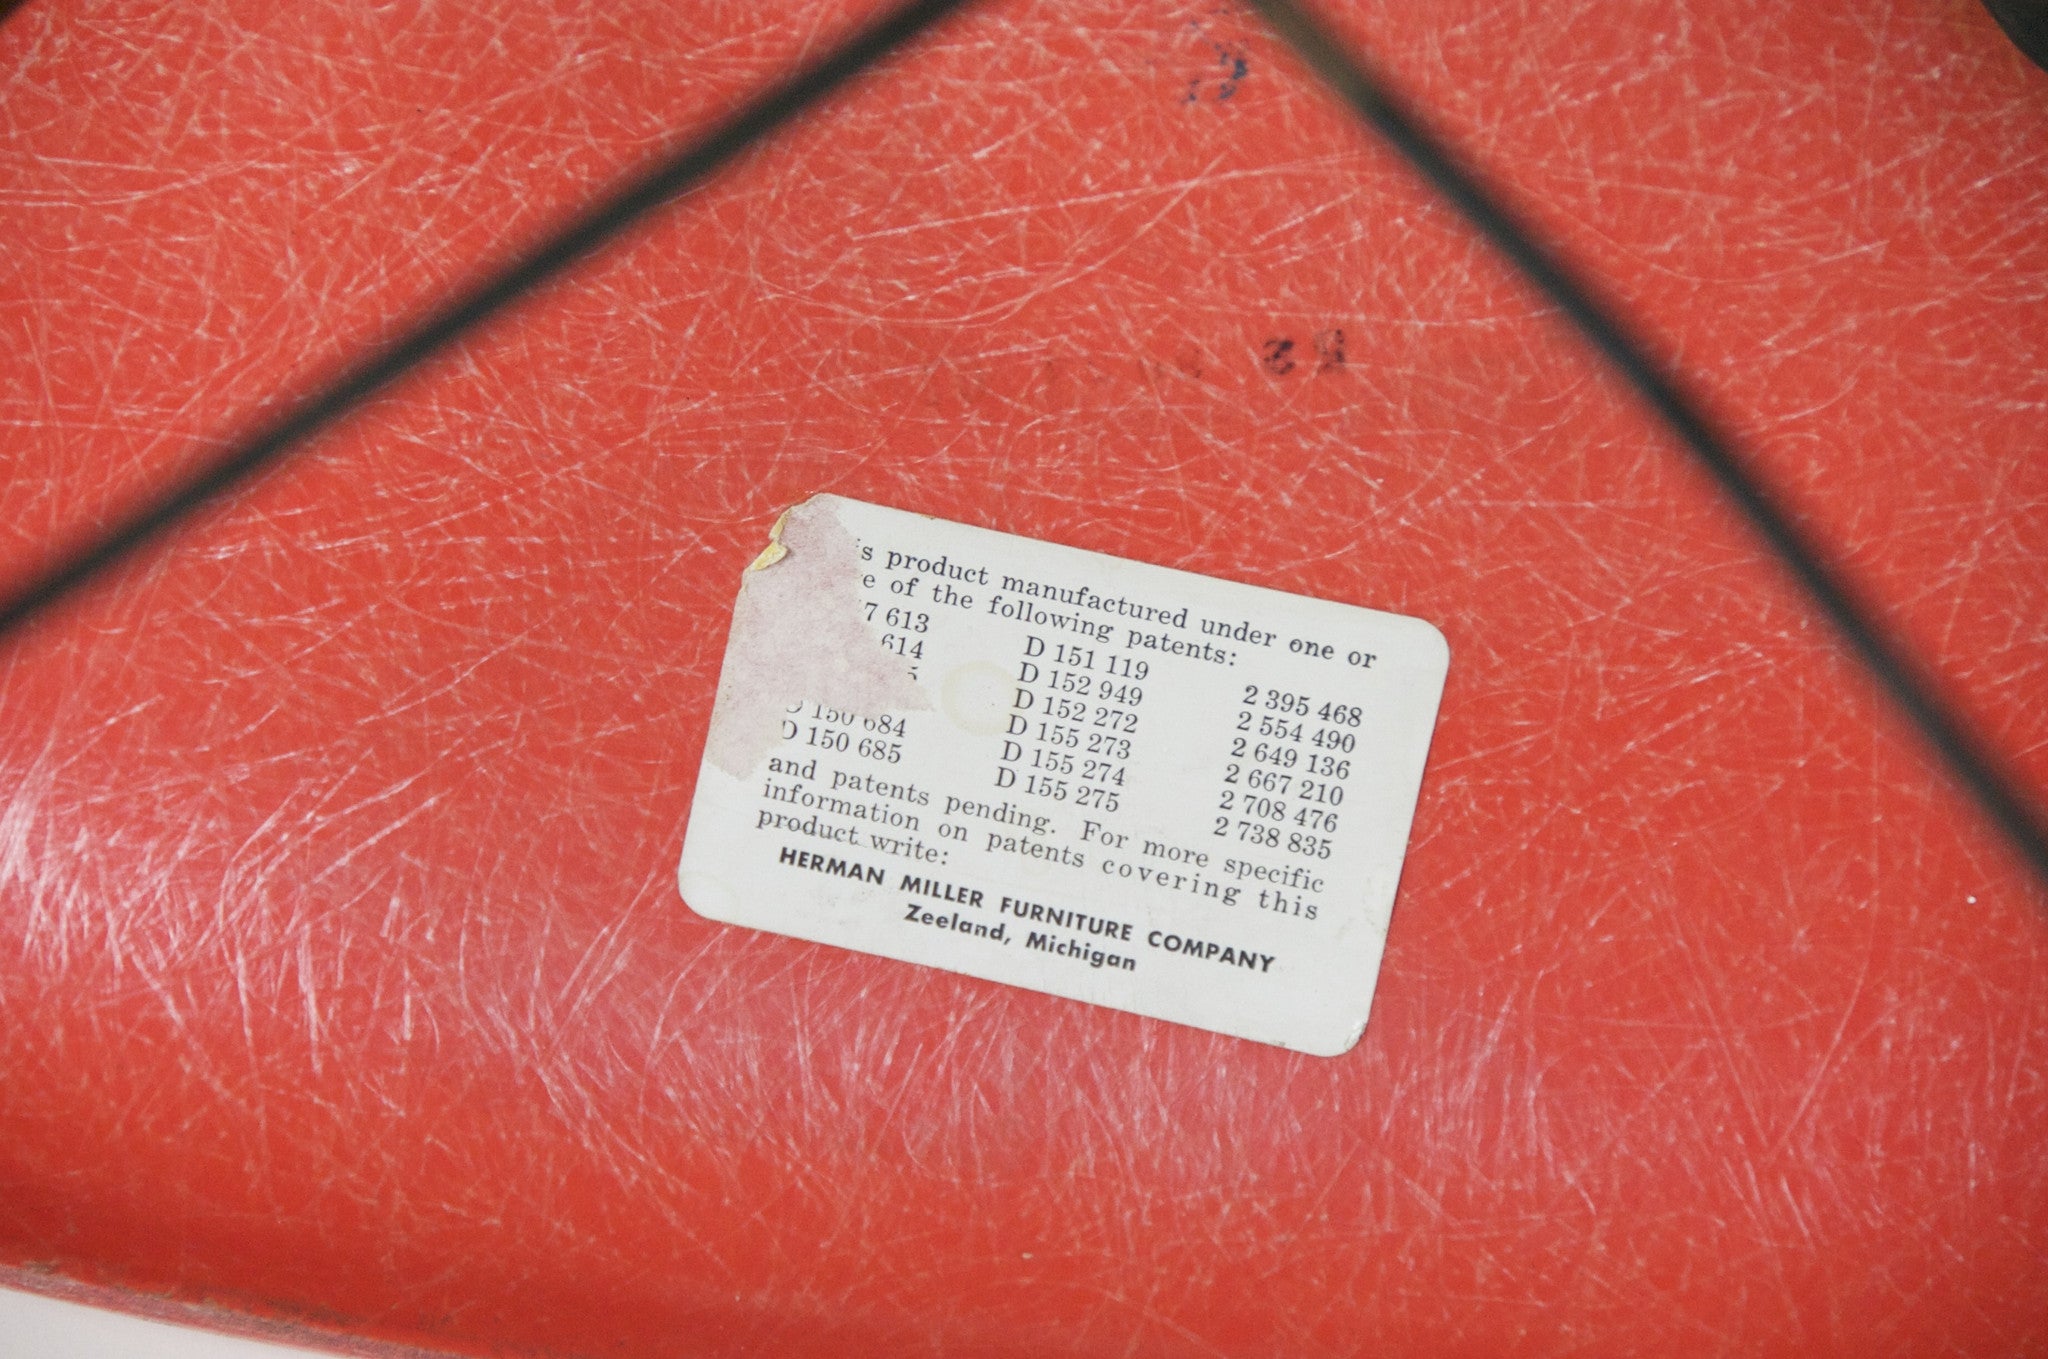 product manufactured under one or
of the following patents:
7 613 D 151 119 2 395 468
614 D 152 949 2 554 490
D 152 272 2 649 136
D 150 684 D 155 273 2 667 210
D 150 685 D 155 274 2 708 476
D 155 275 2 738 835
and patents pending. For more specific
information on patents covering this
product write:
HERMAN MILLER FURNITURE COMPANY
Zeeland, Michigan